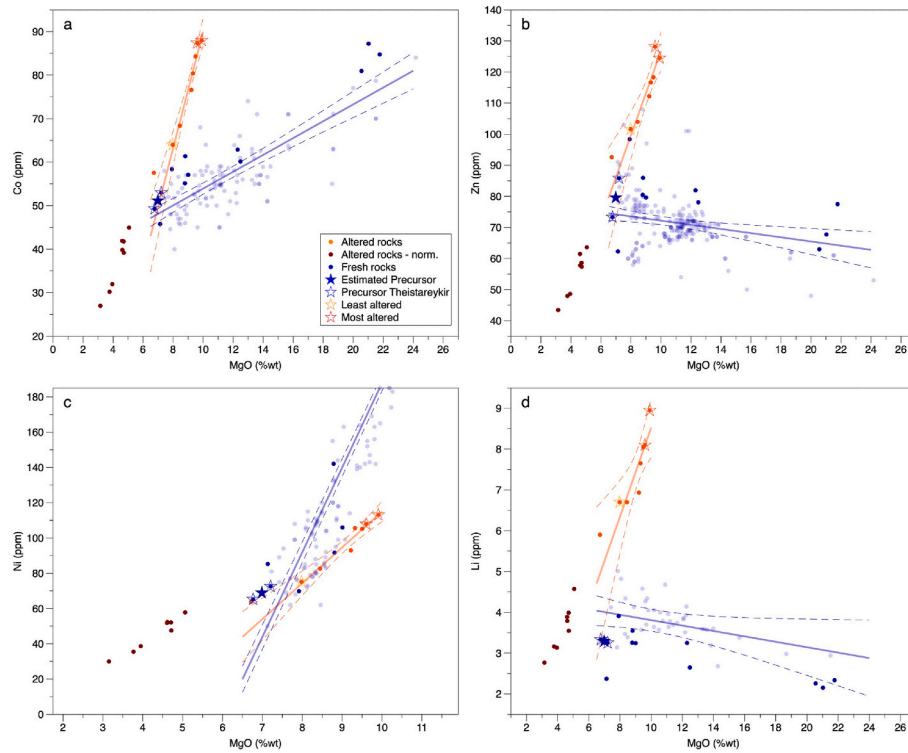 a
Co (ppm)
90
80
70
60
50
40
30
20
0 2 4 6 8 10 12 14 16 18 20 22 24 26
MgO (%wt)
Altered rocks
Altered rocks - norm.
Fresh rocks
Estimated Precursor
Precursor Theistareykir
Least altered
Most altered
b
Zn (ppm)
140
130
120
110
100
90
80
70
60
50
40
0 2 4 6 8 10 12 14 16 18 20 22 24 26
MgO (%wt)
c
Ni (ppm)
180
160
140
120
100
80
60
40
20
0
2 3 4 5 6 7 8 9 10 11
MgO (%wt)
d
Li (ppm)
9
8
7
6
5
4
3
2
0 2 4 6 8 10 12 14 16 18 20 22 24 26
MgO (%wt)